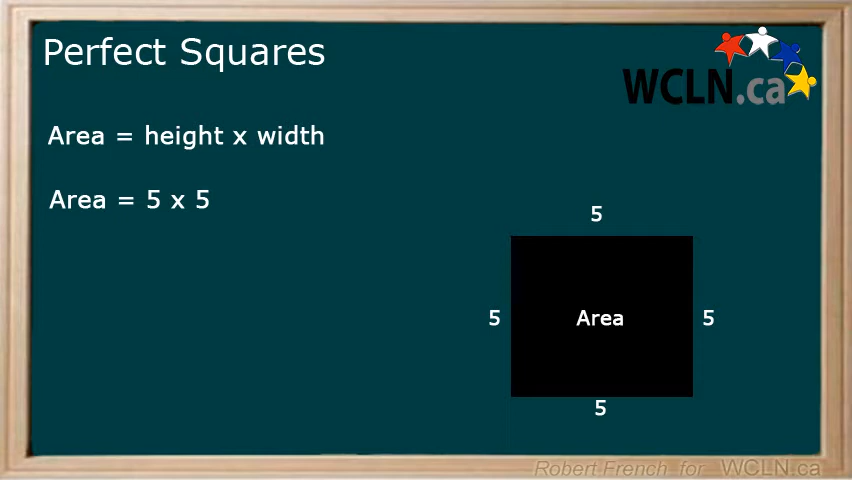 Perfect Squares
WCLN.ca
Area = height x width
Area = 5 x 5
5
5 Area 5
5
Robert French for WCLN.ca